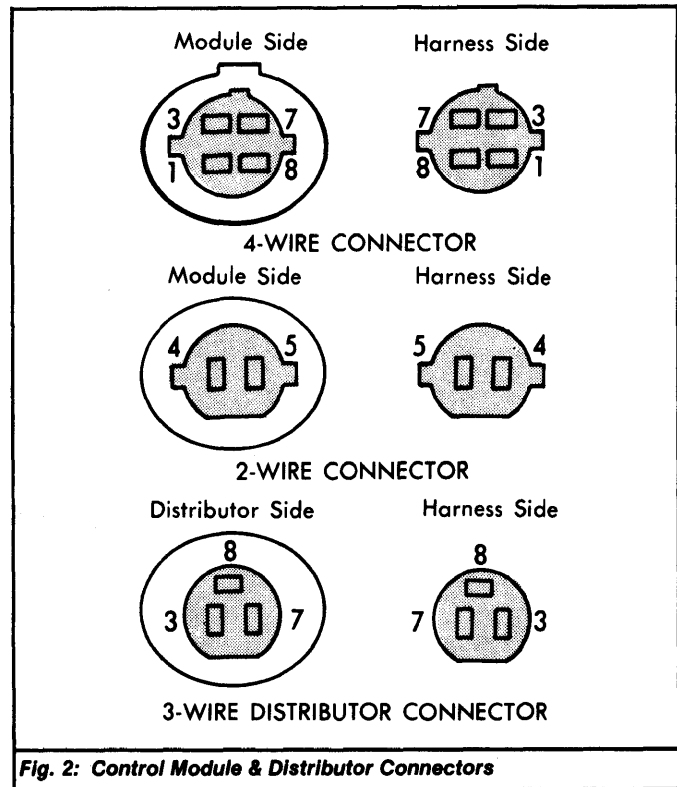 Module Side Harness Side
3 7 7 3
1 8 8 1
4-WIRE CONNECTOR
Module Side Harness Side
4 5 5 4
2-WIRE CONNECTOR
Distributor Side Harness Side
8 8
3 7 7 3
3-WIRE DISTRIBUTOR CONNECTOR
Fig. 2: Control Module & Distributor Connectors